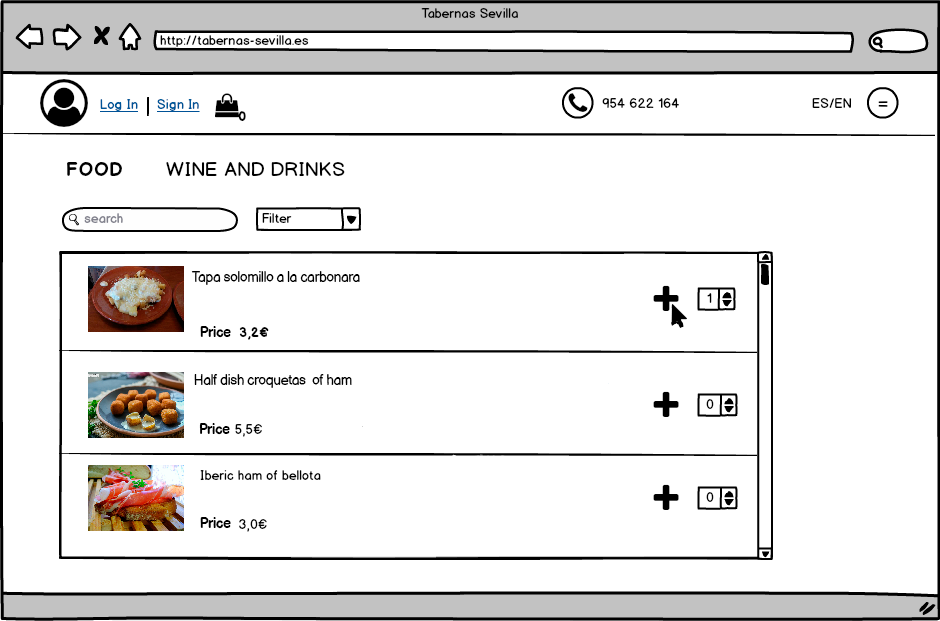 Tabernas Sevilla
http://tabernas-sevilla.es
Log In | Sign In 0
954 622 164
ES/EN
FOOD
WINE AND DRINKS
search
Filter
Tapa solomillo a la carbonara
Price 3,2€
1
Half dish croquetas of ham
Price 5,5€
0
Iberic ham of bellota
Price 3,0€
0